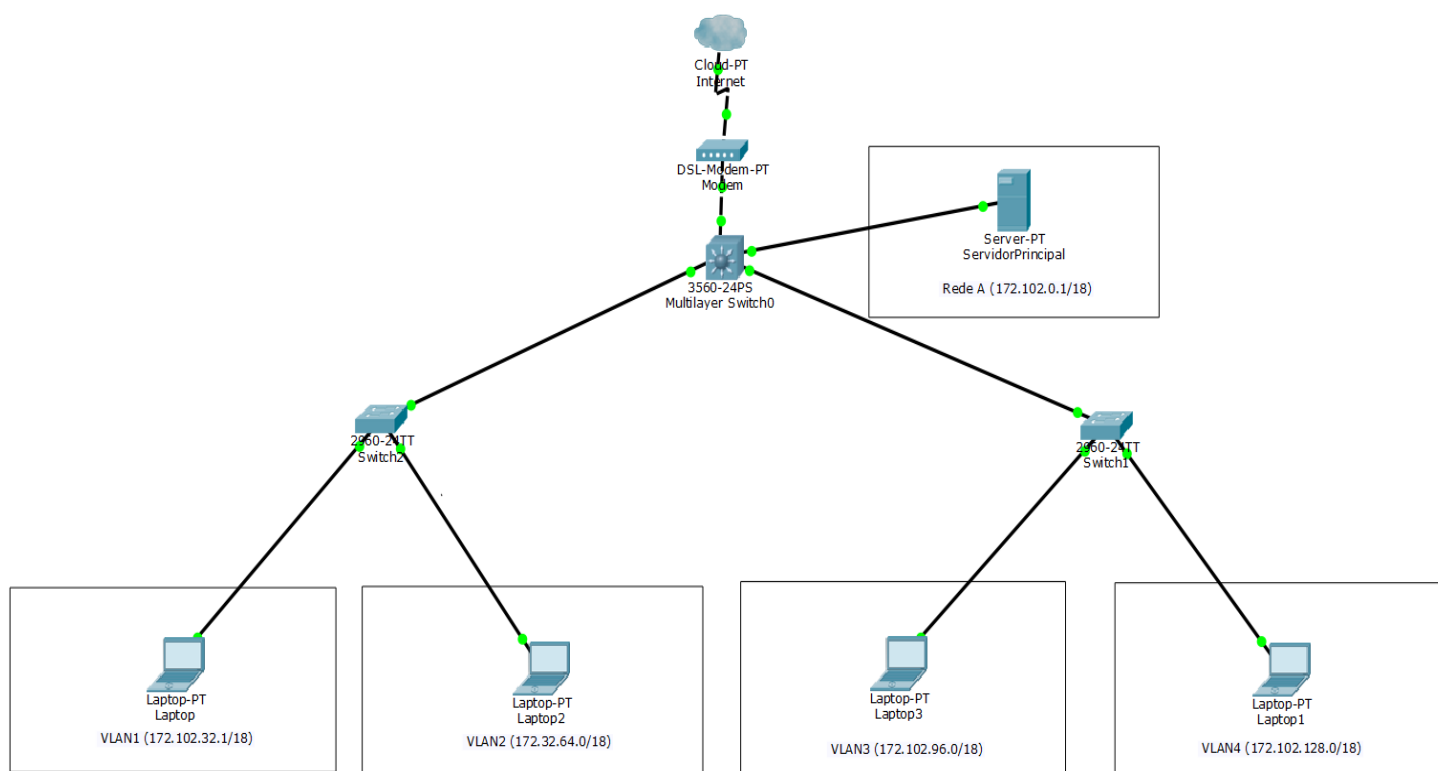 Cloud-PT
Internet
DSL-Modem-PT
Modem
Server-PT
ServidorPrincipal
Rede A (172.102.0.1/18)
3560-24PS
Multilayer Switch0
2960-24TT
Switch2
2960-24TT
Switch1
Laptop-PT
Laptop
VLAN1 (172.102.32.1/18)
Laptop-PT
Laptop2
VLAN2 (172.32.64.0/18)
Laptop-PT
Laptop3
VLAN3 (172.102.96.0/18)
Laptop-PT
Laptop1
VLAN4 (172.102.128.0/18)